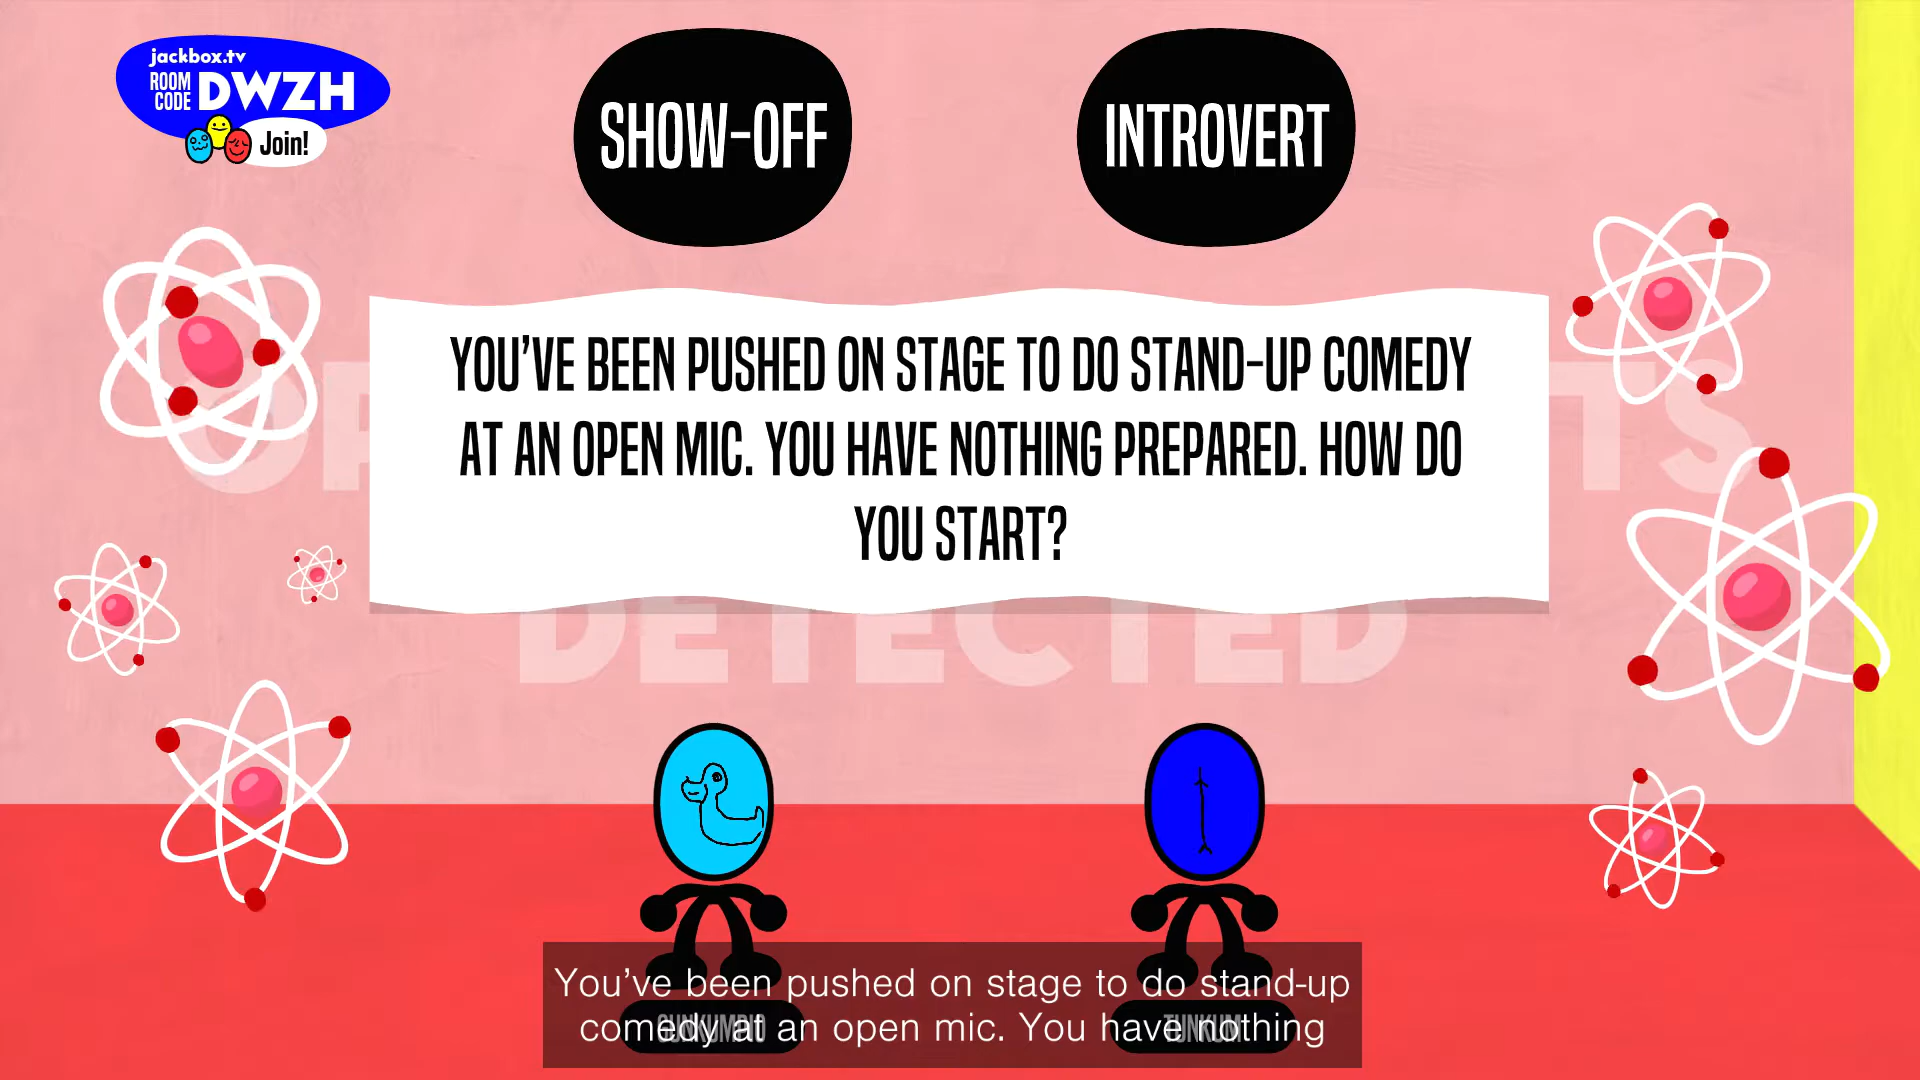 jackbox.tv
ROOM CODE DWZH
Join!
SHOW-OFF
INTROVERT
YOU'VE BEEN PUSHED ON STAGE TO DO STAND-UP COMEDY
AT AN OPEN MIC. YOU HAVE NOTHING PREPARED. HOW DO
YOU START?
DETECTED
You've been pushed on stage to do stand-up
comedy at an open mic. You have nothing